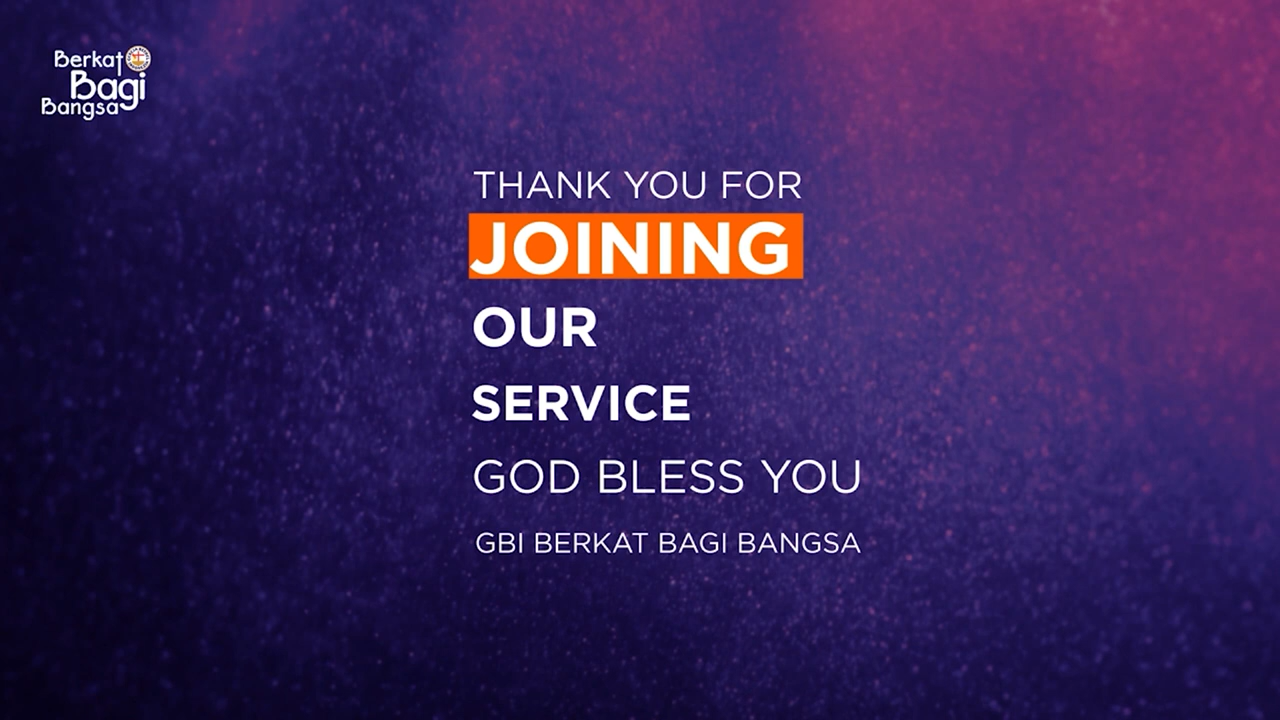 Berkat
Bagi
Bangsa
THANK YOU FOR
JOINING
OUR
SERVICE
GOD BLESS YOU
GBI BERKAT BAGI BANGSA